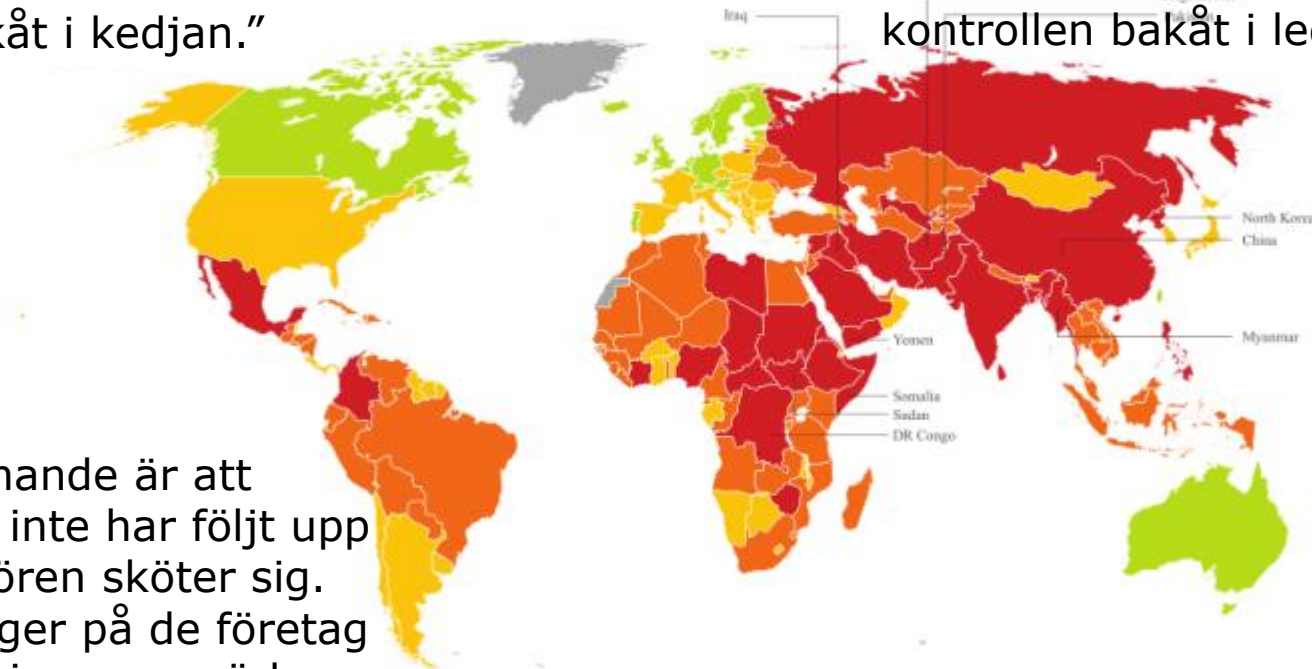 kåt i kedjan.”
kontrollen bakåt i le
Iraq
North Korea
China
Myanmar
Yemen
Somalia
Sudan
DR Congo
nande är att
inte har följt upp
ören sköter sig.
ger på de företag